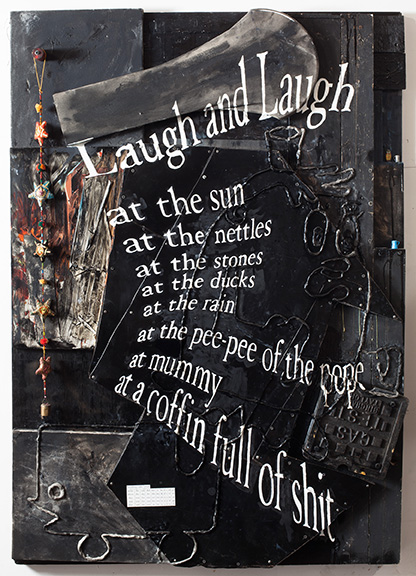 Laugh and Laugh
at the sun
at the nettles
at the stones
at the ducks
at the rain
at the pee-pee of the pope
at mummy
at a coffin full of shit